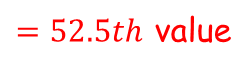 = 52.5th value